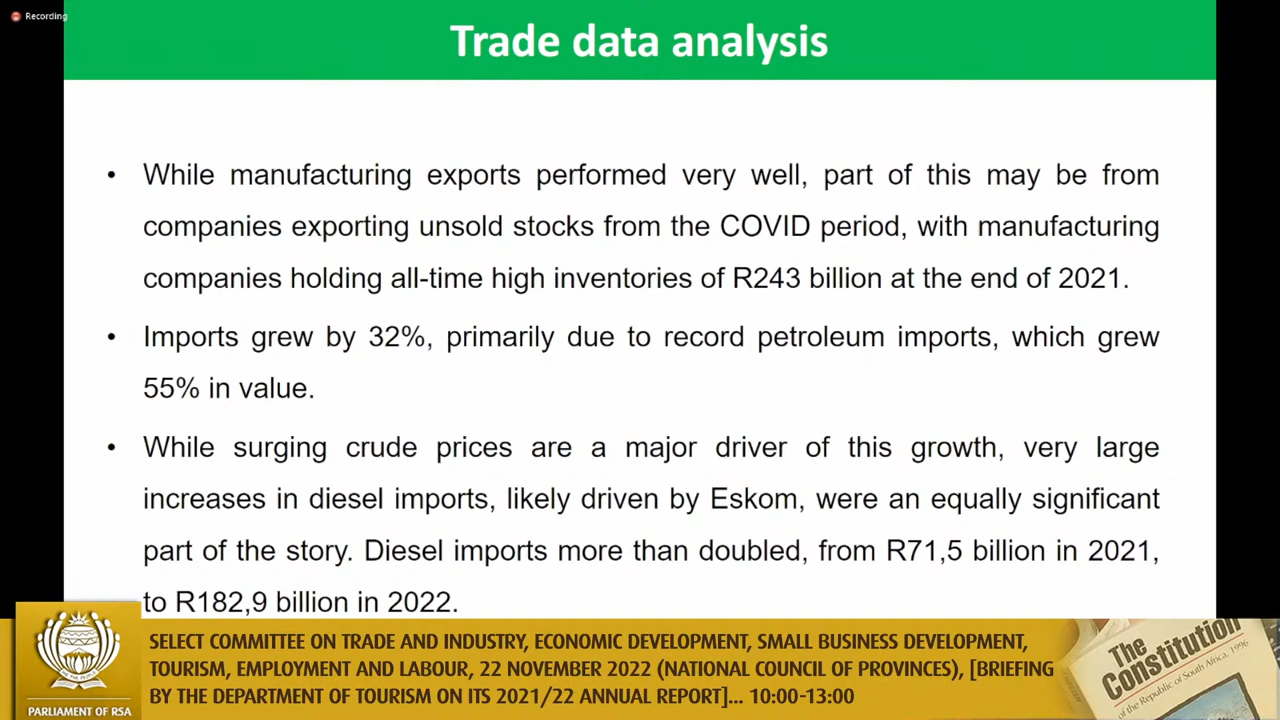 Recording
Trade data analysis
• While manufacturing exports performed very well, part of this may be from
companies exporting unsold stocks from the COVID period, with manufacturing
companies holding all-time high inventories of R243 billion at the end of 2021.
• Imports grew by 32%, primarily due to record petroleum imports, which grew
55% in value.
• While surging crude prices are a major driver of this growth, very large
increases in diesel imports, likely driven by Eskom, were an equally significant
part of the story. Diesel imports more than doubled, from R71,5 billion in 2021,
to R182,9 billion in 2022.
SELECT COMMITTEE ON TRADE AND INDUSTRY, ECONOMIC DEVELOPMENT, SMALL BUSINESS DEVELOPMENT,
TOURISM, EMPLOYMENT AND LABOUR, 22 NOVEMBER 2022 (NATIONAL COUNCIL OF PROVINCES), [BRIEFING
BY THE DEPARTMENT OF TOURISM ON ITS 2021/22 ANNUAL REPORT]... 10:00-13:00
PARLIAMENT OF RSA
The
Constitution
of the Republic of South Africa, 1996